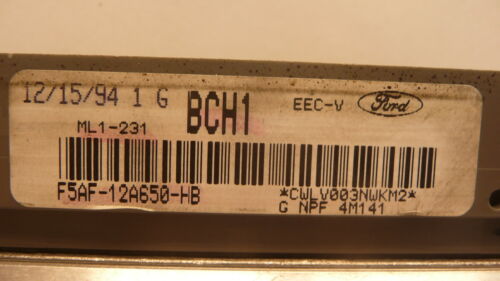 12/15/94 1 G BCH1 EEC-V Ford
ML1-231
F5AF-12A650-HB *CWLV003NWKM2*
G NPF 4M141